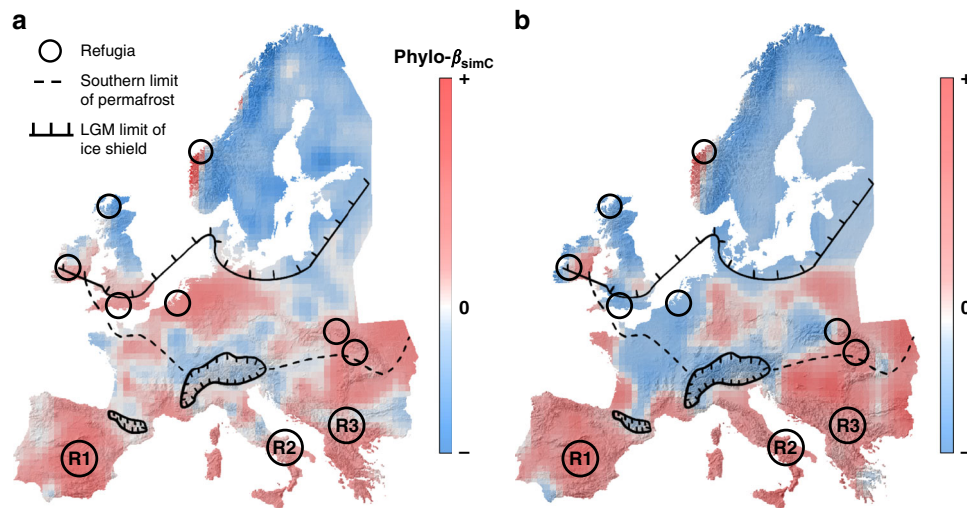 a
Refugia
Southern limit
of permafrost
LGM limit of
ice shield
Phylo-βsimC
+
0
−
R1
R2
R3
b
+
0
−
R1
R2
R3